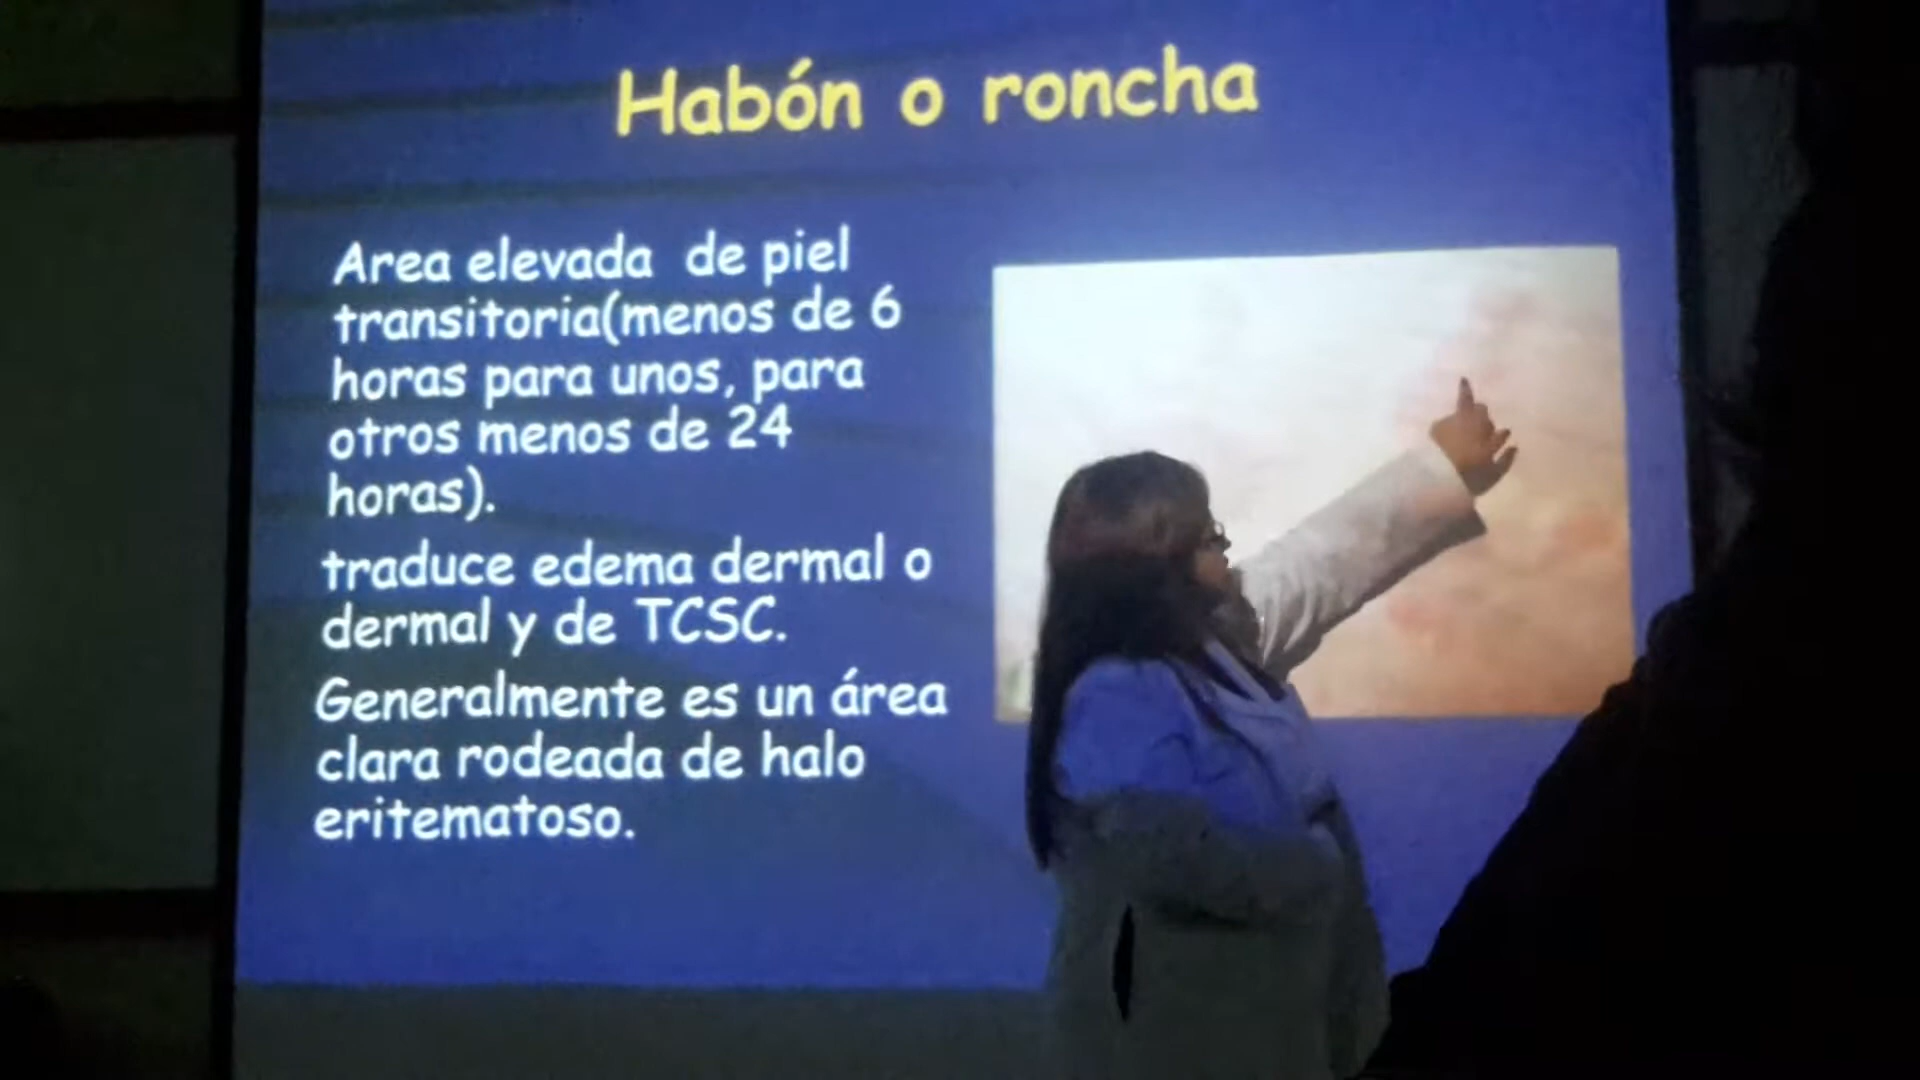 Habón o roncha
Area elevada de piel
transitoria(menos de 6
horas para unos, para
otros menos de 24
horas).
traduce edema dermal o
dermal y de TCSC.
Generalmente es un área
clara rodeada de halo
eritematoso.